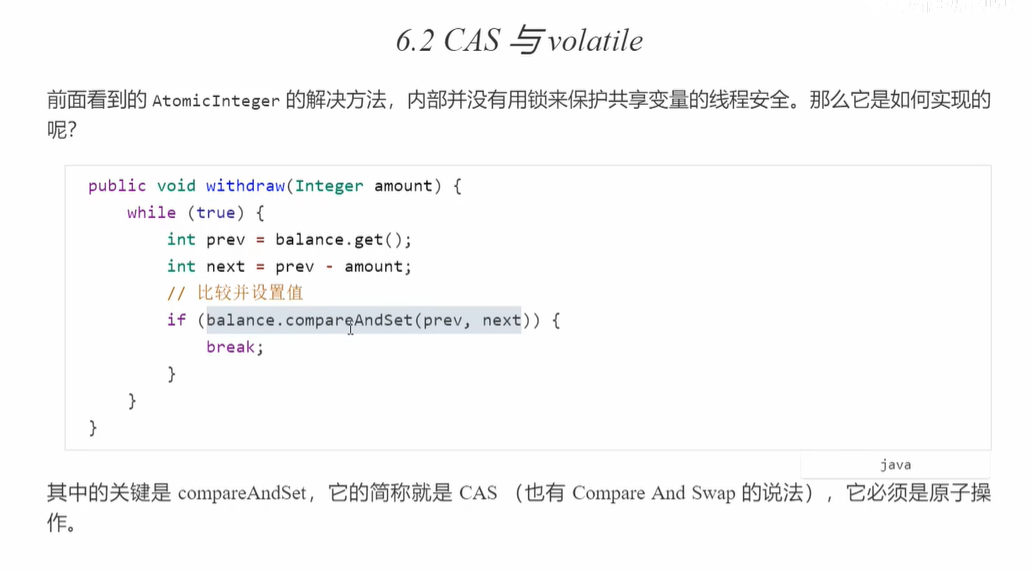 6.2 CAS 与 volatile
前面看到的 AtomicInteger 的解决方法，内部并没有用锁来保护共享变量的线程安全。那么它是如何实现的
呢？
public void withdraw(Integer amount) {
while (true) {
int prev = balance.get();
int next = prev - amount;
// 比较并设置值
if (balance.compareAndSet(prev, next)) {
break;
}
}
}
java
其中的关键是 compareAndSet，它的简称就是 CAS （也有 Compare And Swap 的说法），它必须是原子操
作。